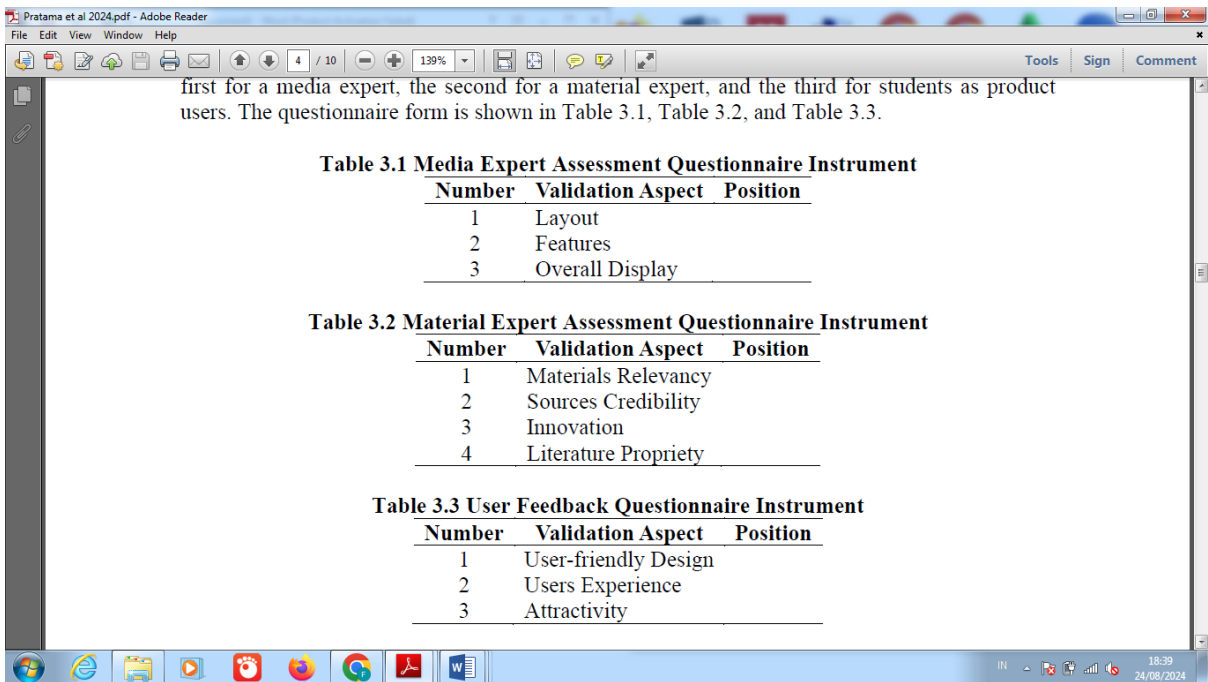 Pratama et al 2024.pdf - Adobe Reader
File Edit View Window Help
4 / 10 139% Tools Sign Comment
first for a media expert, the second for a material expert, and the third for students as product
users. The questionnaire form is shown in Table 3.1, Table 3.2, and Table 3.3.
Table 3.1 Media Expert Assessment Questionnaire Instrument
Number Validation Aspect Position
1 Layout
2 Features
3 Overall Display
Table 3.2 Material Expert Assessment Questionnaire Instrument
Number Validation Aspect Position
1 Materials Relevancy
2 Sources Credibility
3 Innovation
4 Literature Propriety
Table 3.3 User Feedback Questionnaire Instrument
Number Validation Aspect Position
1 User-friendly Design
2 Users Experience
3 Attractivity
IN 18:39
24/08/2024